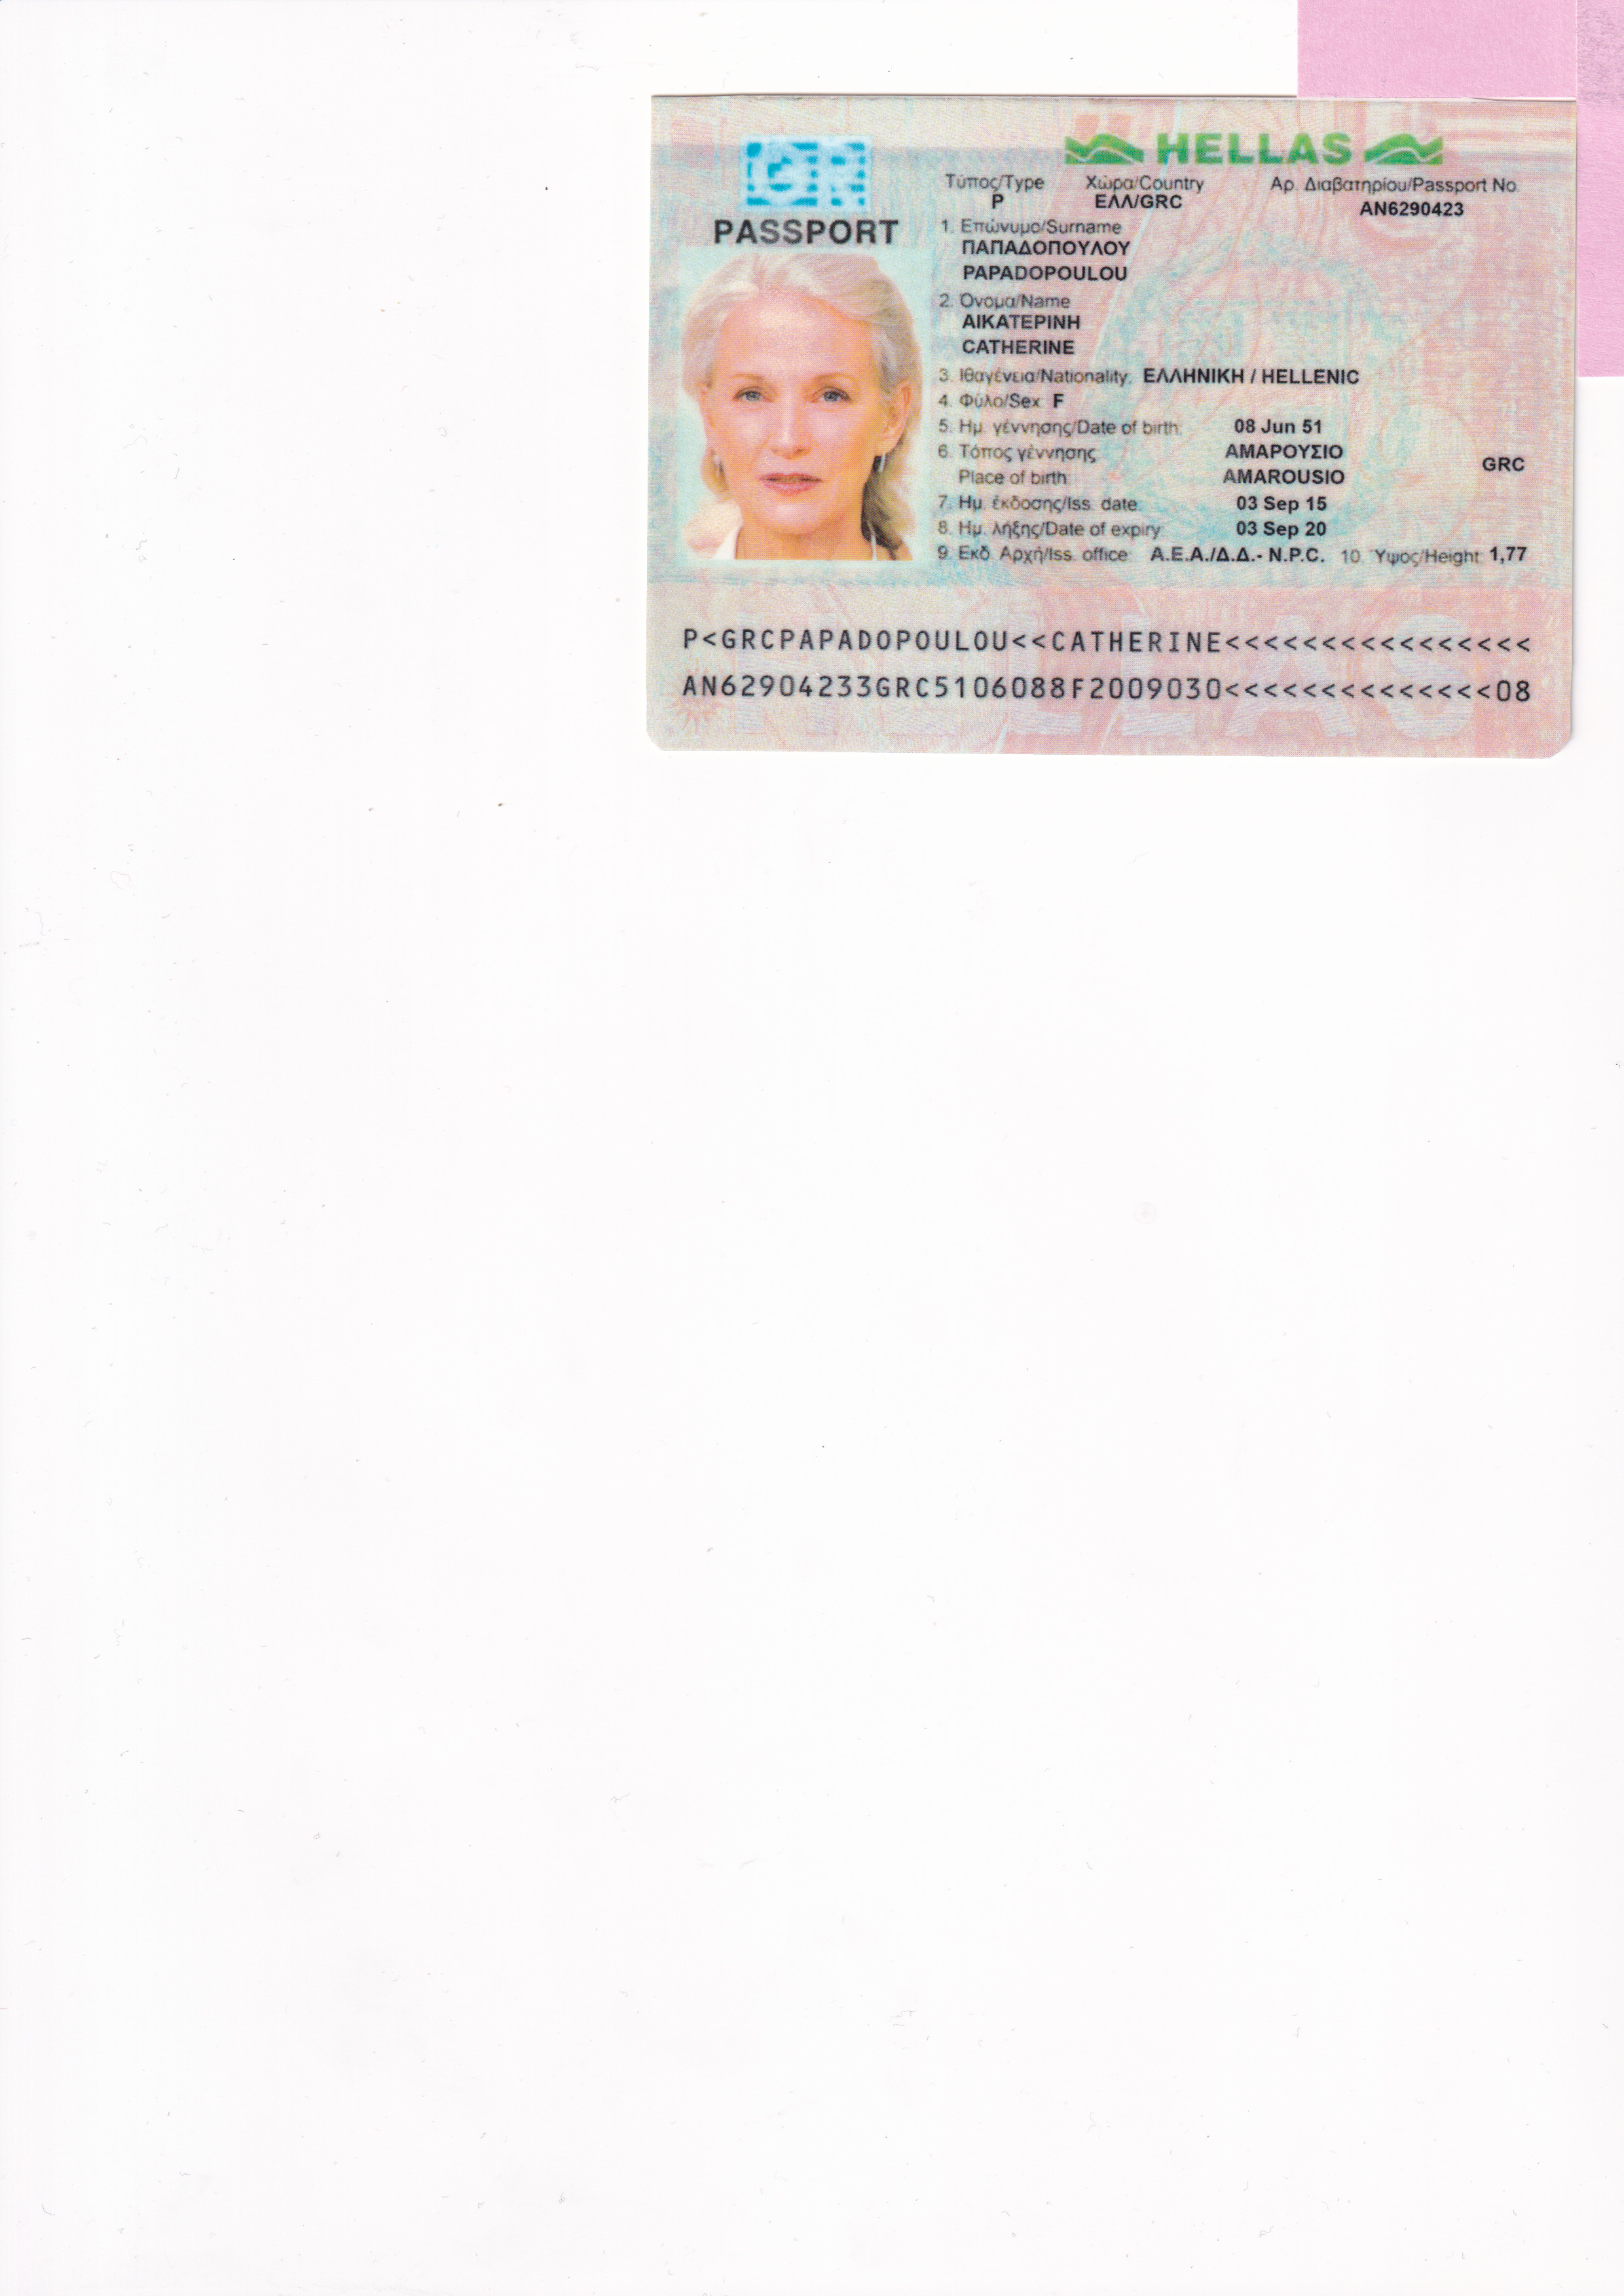 GR
PASSPORT
HELLAS
Τύπος/Type Χώρα/Country Αρ. Διαβατηρίου/Passport No
P ΕΛΛ/GRC AN6290423
1. Επώνυμο/Surname
ΠΑΠΑΔΟΠΟΥΛΟΥ
PAPADOPOULOU
2. Όνομα/Name
ΑΙΚΑΤΕΡΙΝΗ
CATHERINE
3. Ιθαγένεια/Nationality: ΕΛΛΗΝΙΚΗ / HELLENIC
4. Φύλο/Sex: F
5. Ημ. γέννησης/Date of birth: 08 Jun 51
6. Τόπος γέννησης ΑΜΑΡΟΥΣΙΟ
Place of birth AMAROUSIO GRC
7. Ημ. έκδοσης/Iss. date 03 Sep 15
8. Ημ. λήξης/Date of expiry 03 Sep 20
9. Εκδ. Αρχή/Iss. office Α.Ε.Α./Δ.Δ.- N.P.C. 10. Ύψος/Height: 1,77
P<GRCPAPADOPOULOU<<CATHERINE<<<<<<<<<<<<<<<<
AN62904233GRC5106088F2009030<<<<<<<<<<<<<<08
HELLAS